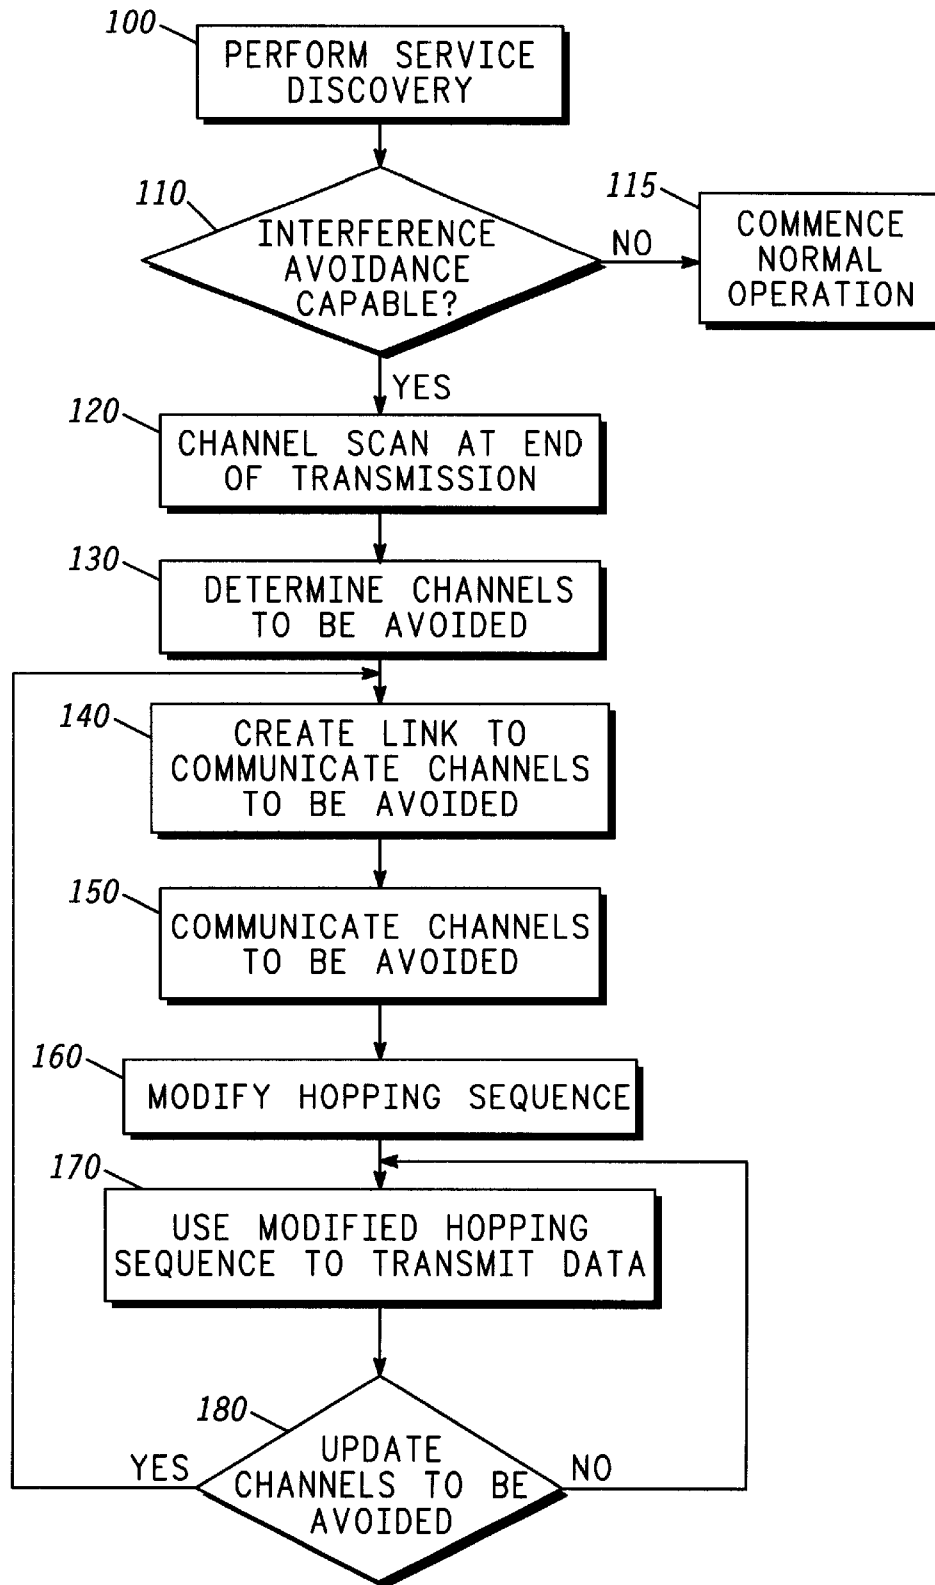 100
PERFORM SERVICE
DISCOVERY
110
INTERFERENCE
AVOIDANCE
CAPABLE?
NO
115
COMMENCE
NORMAL
OPERATION
YES
120
CHANNEL SCAN AT END
OF TRANSMISSION
130
DETERMINE CHANNELS
TO BE AVOIDED
140
CREATE LINK TO
COMMUNICATE CHANNELS
TO BE AVOIDED
150
COMMUNICATE CHANNELS
TO BE AVOIDED
160
MODIFY HOPPING SEQUENCE
170
USE MODIFIED HOPPING
SEQUENCE TO TRANSMIT DATA
180
YES
UPDATE
CHANNELS TO BE
AVOIDED
NO